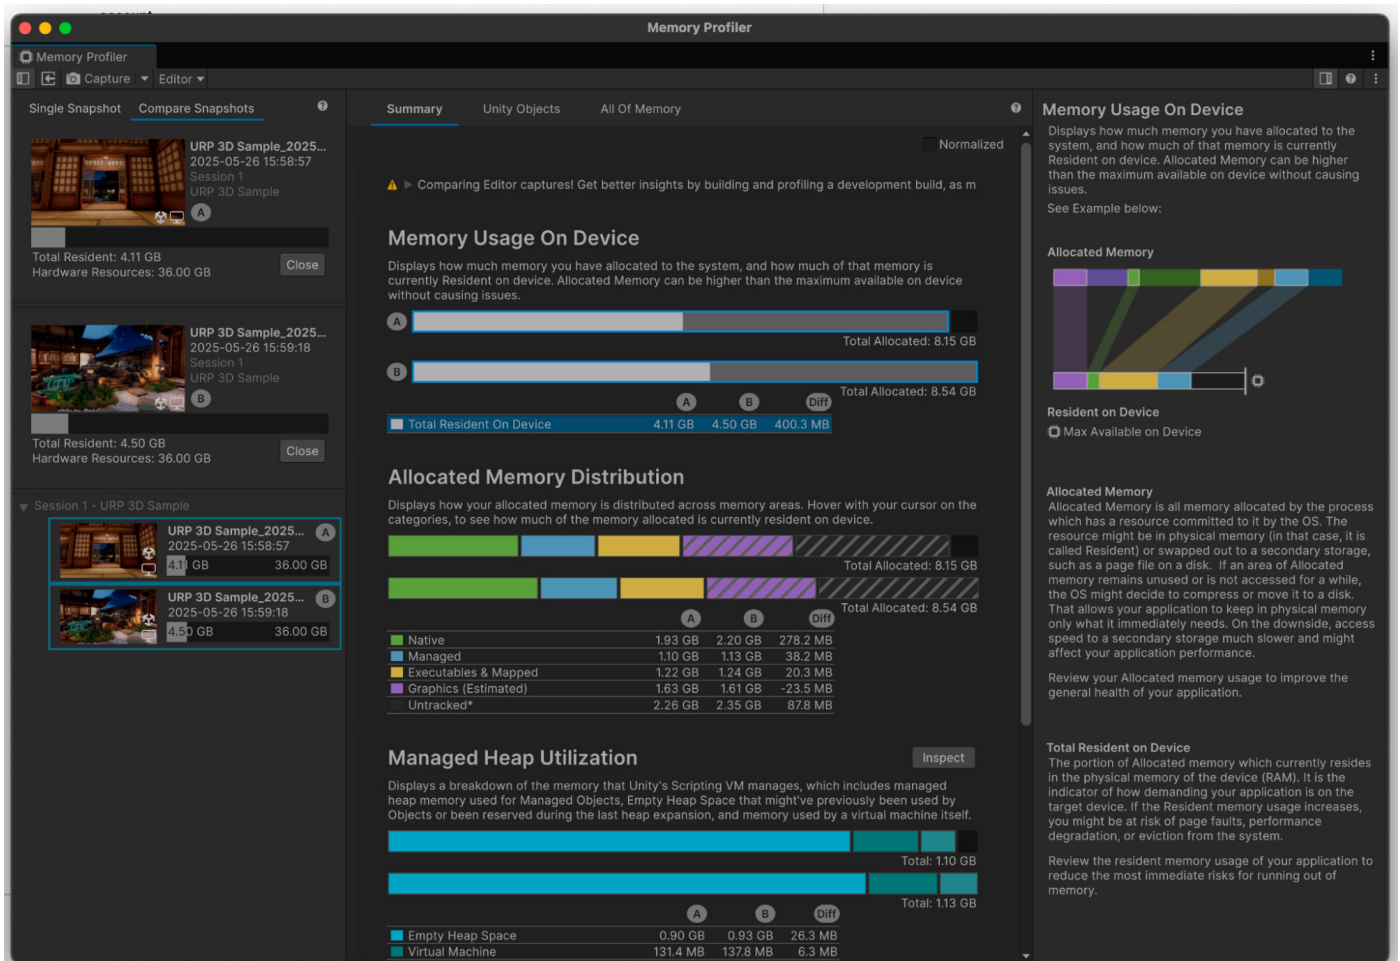 account
Memory Profiler
Memory Profiler
Capture
Editor
Single Snapshot
Compare Snapshots
URP 3D Sample_2025...
2025-05-26 15:58:57
Session 1
URP 3D Sample
A
Total Resident: 4.11 GB
Hardware Resources: 36.00 GB
Close
URP 3D Sample_2025...
2025-05-26 15:59:18
Session 1
URP 3D Sample
B
Total Resident: 4.50 GB
Hardware Resources: 36.00 GB
Close
Session 1 - URP 3D Sample
URP 3D Sample_2025... A
2025-05-26 15:58:57
4.11 GB 36.00 GB
URP 3D Sample_2025... B
2025-05-26 15:59:18
4.50 GB 36.00 GB
Summary Unity Objects All Of Memory
Normalized
Comparing Editor captures! Get better insights by building and profiling a development build, as m
Memory Usage On Device
Displays how much memory you have allocated to the system, and how much of that memory is
currently Resident on device. Allocated Memory can be higher than the maximum available on device
without causing issues.
A
Total Allocated: 8.15 GB
B
Total Allocated: 8.54 GB
A B Diff
Total Resident On Device 4.11 GB 4.50 GB 400.3 MB
Allocated Memory Distribution
Displays how your allocated memory is distributed across memory areas. Hover with your cursor on the
categories, to see how much of the memory allocated is currently resident on device.
Total Allocated: 8.15 GB
Total Allocated: 8.54 GB
A B Diff
Native 1.93 GB 2.20 GB 278.2 MB
Managed 1.10 GB 1.13 GB 38.2 MB
Executables & Mapped 1.22 GB 1.24 GB 20.3 MB
Graphics (Estimated) 1.63 GB 1.61 GB -23.5 MB
Untracked* 2.26 GB 2.35 GB 87.8 MB
Managed Heap Utilization
Inspect
Displays a breakdown of the memory that Unity's Scripting VM manages, which includes managed
heap memory used for Managed Objects, Empty Heap Space that might've previously been used by
Objects or been reserved during the last heap expansion, and memory used by a virtual machine itself.
Total: 1.10 GB
Total: 1.13 GB
A B Diff
Empty Heap Space 0.90 GB 0.93 GB 26.3 MB
Virtual Machine 131.4 MB 137.8 MB 6.3 MB
Memory Usage On Device
Displays how much memory you have allocated to the
system, and how much of that memory is currently
Resident on device. Allocated Memory can be higher
than the maximum available on device without causing
issues.
See Example below:
Allocated Memory
Resident on Device
Max Available on Device
Allocated Memory
Allocated Memory is all memory allocated by the process
which has a resource committed to it by the OS. The
resource might be in physical memory (in that case, it is
called Resident) or swapped out to a secondary storage,
such as a page file on a disk. If an area of Allocated
memory remains unused or is not accessed for a while,
the OS might decide to compress or move it to a disk.
That allows your application to keep in physical memory
only what it immediately needs. On the downside, access
speed to a secondary storage much slower and might
affect your application performance.
Review your Allocated memory usage to improve the
general health of your application.
Total Resident on Device
The portion of Allocated memory which currently resides
in the physical memory of the device (RAM). It is the
indicator of how demanding your application is on the
target device. If the Resident memory usage increases,
you might be at risk of page faults, performance
degradation, or eviction from the system.
Review the resident memory usage of your application to
reduce the most immediate risks for running out of
memory.